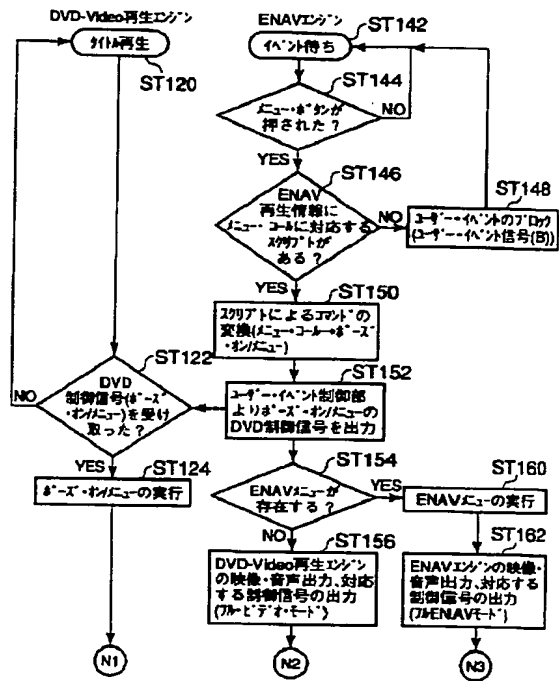 DVD-Video再生エンジン
タイトル再生
ST120
ENAVエンジン
イベント待ち
ST142
ST144
メニュー・ボタンが
押された?
NO
YES
ST146
ENAV
再生情報に
メニュー・コールに対応する
スクリプトが
ある?
NO
ST148
ユーザー・イベントのブロック
(ユーザー・イベント信号(B))
YES
ST150
スクリプトによるコマンドの
変換(メニュー・コール→ポーズ・
オン/メニュー)
ST122
DVD
制御信号(ポーズ
・オン/メニュー)を受け
取った?
NO
YES
ST152
ユーザー・イベント制御部
よりポーズ・オン/メニューの
DVD制御信号を出力
ST124
ポーズ・オン/メニューの実行
ST154
ENAVメニューが
存在する?
YES
NO
ST160
ENAVメニューの実行
ST156
DVD-Video再生エンジン
の映像・音声出力、対応
する制御信号の出力
(フル・ビデオ・モード)
ST162
ENAVエンジンの映像・
音声出力、対応する
制御信号の出力
(フルENAVモード)
N1
N2
N3